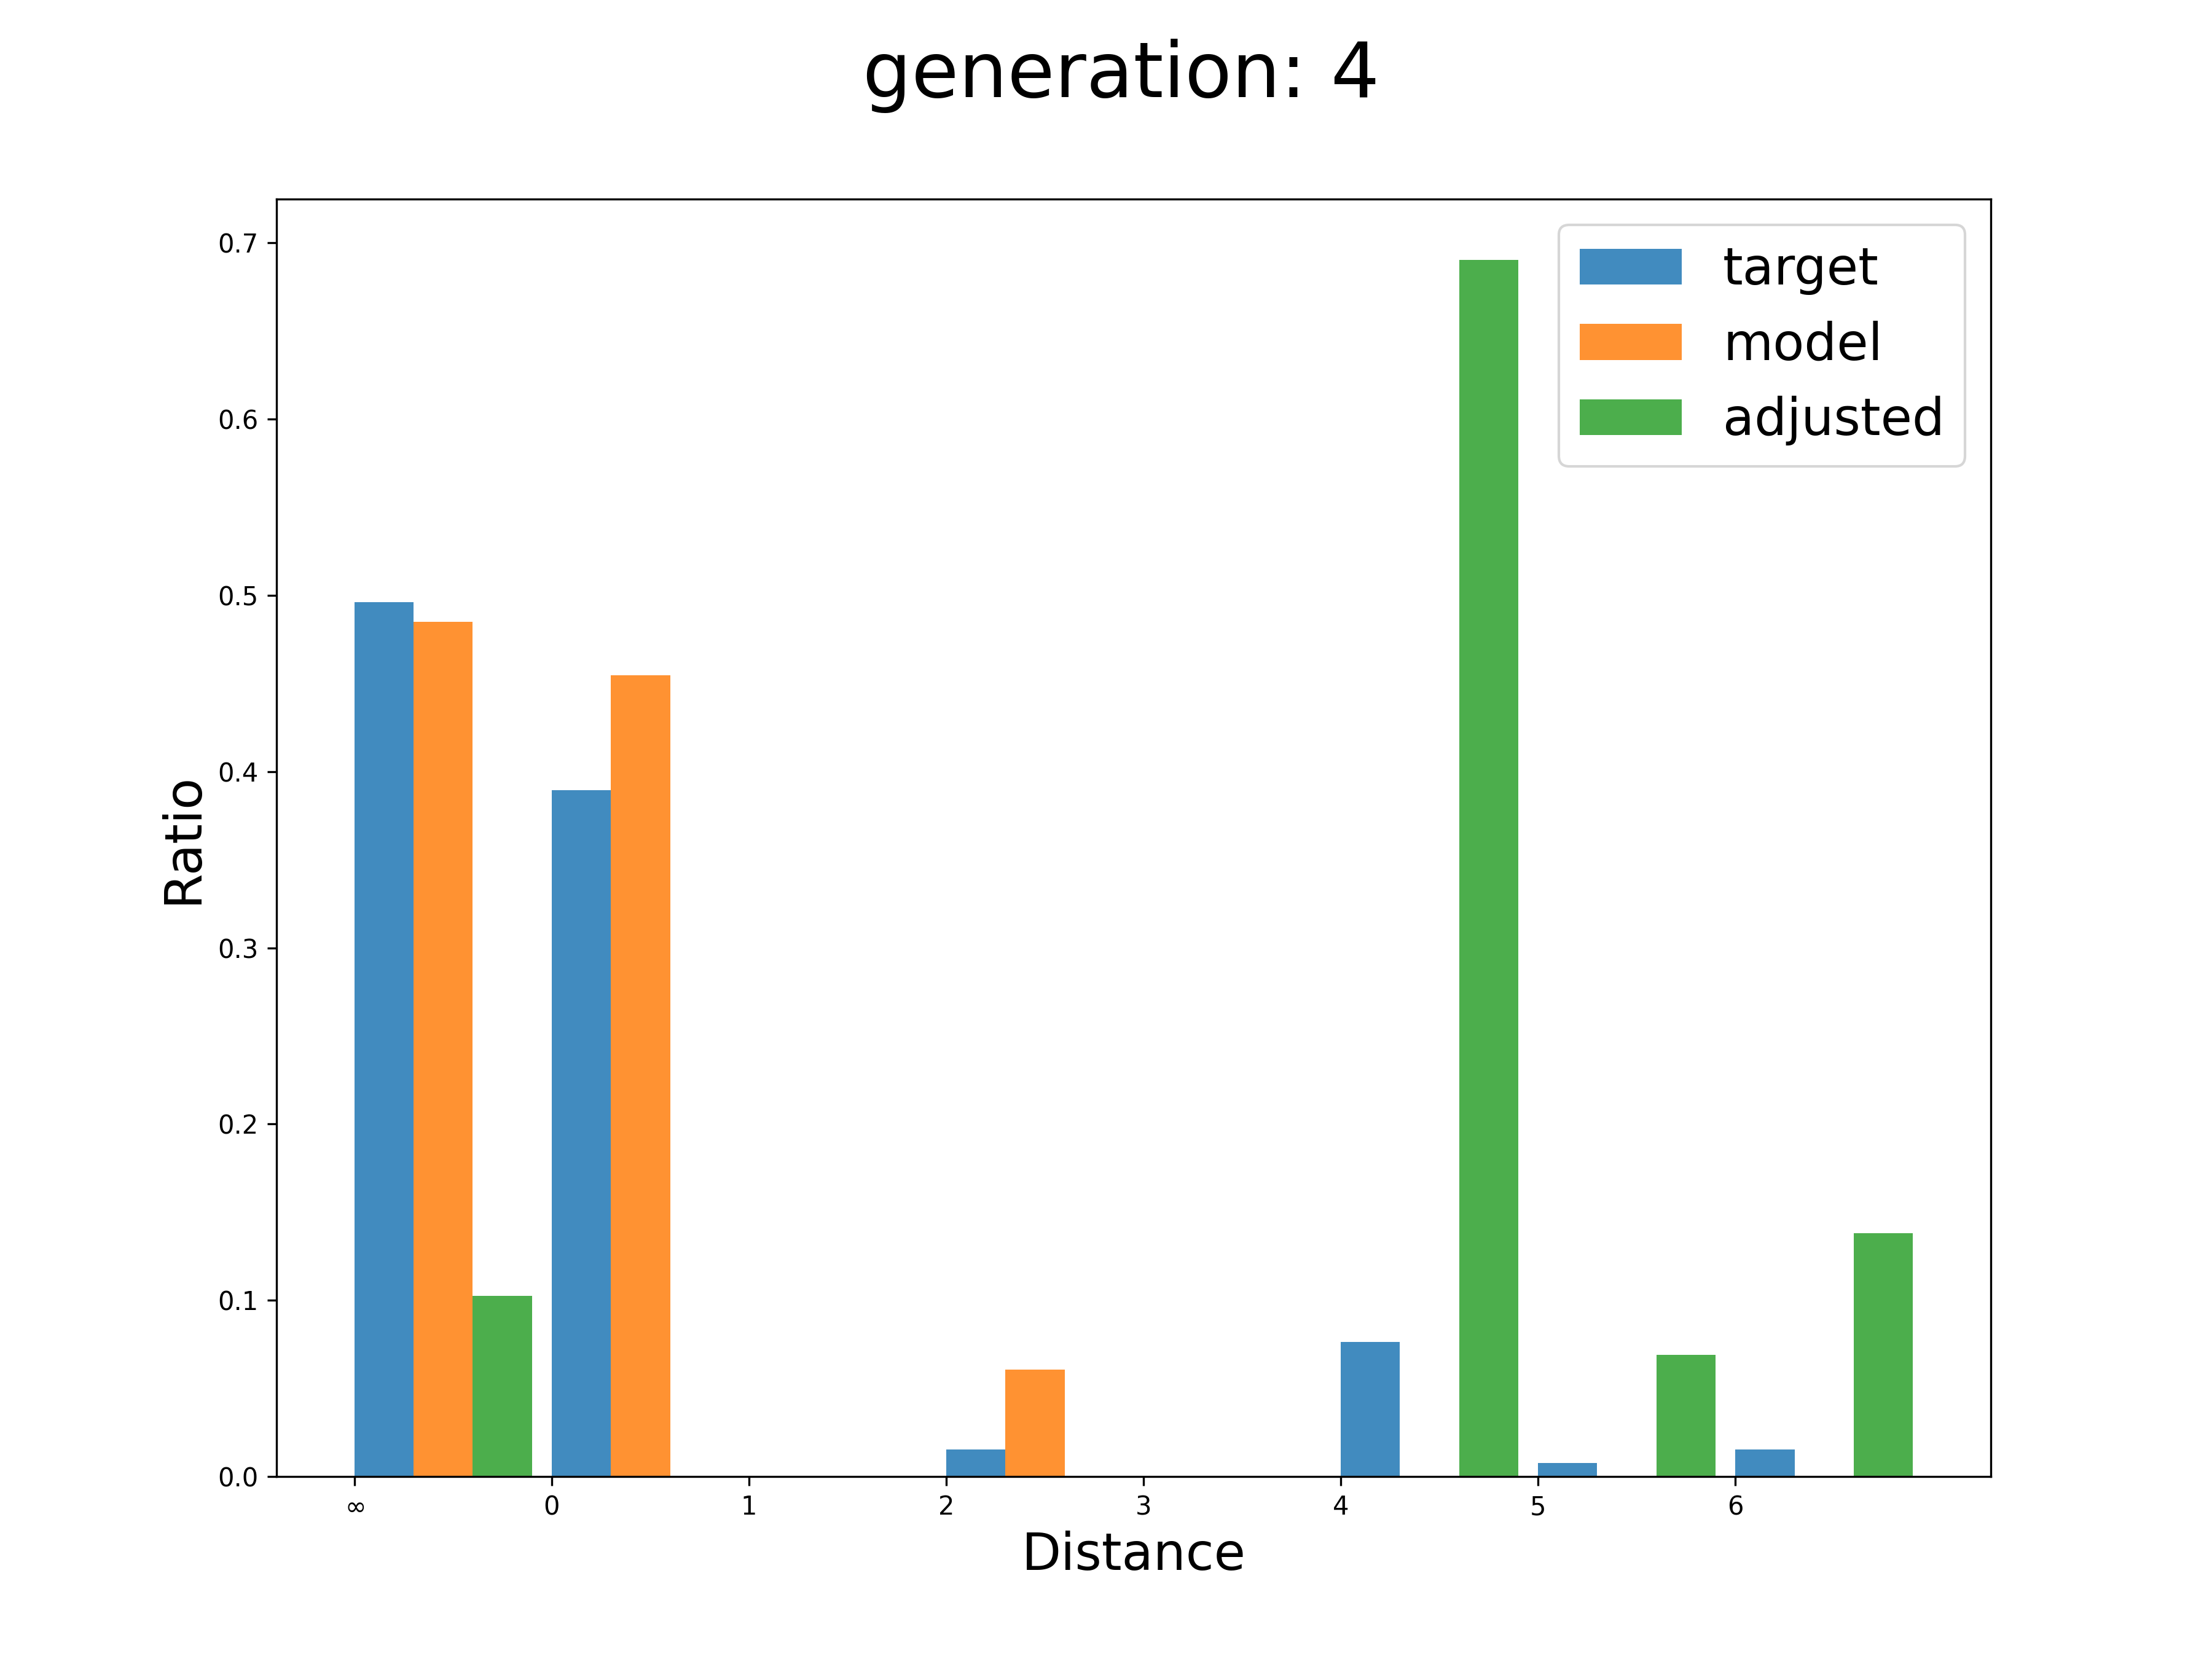 generation: 4
target
model
adjusted
Ratio
0.7
0.6
0.5
0.4
0.3
0.2
0.1
0.0
∞ 0 1 2 3 4 5 6
Distance